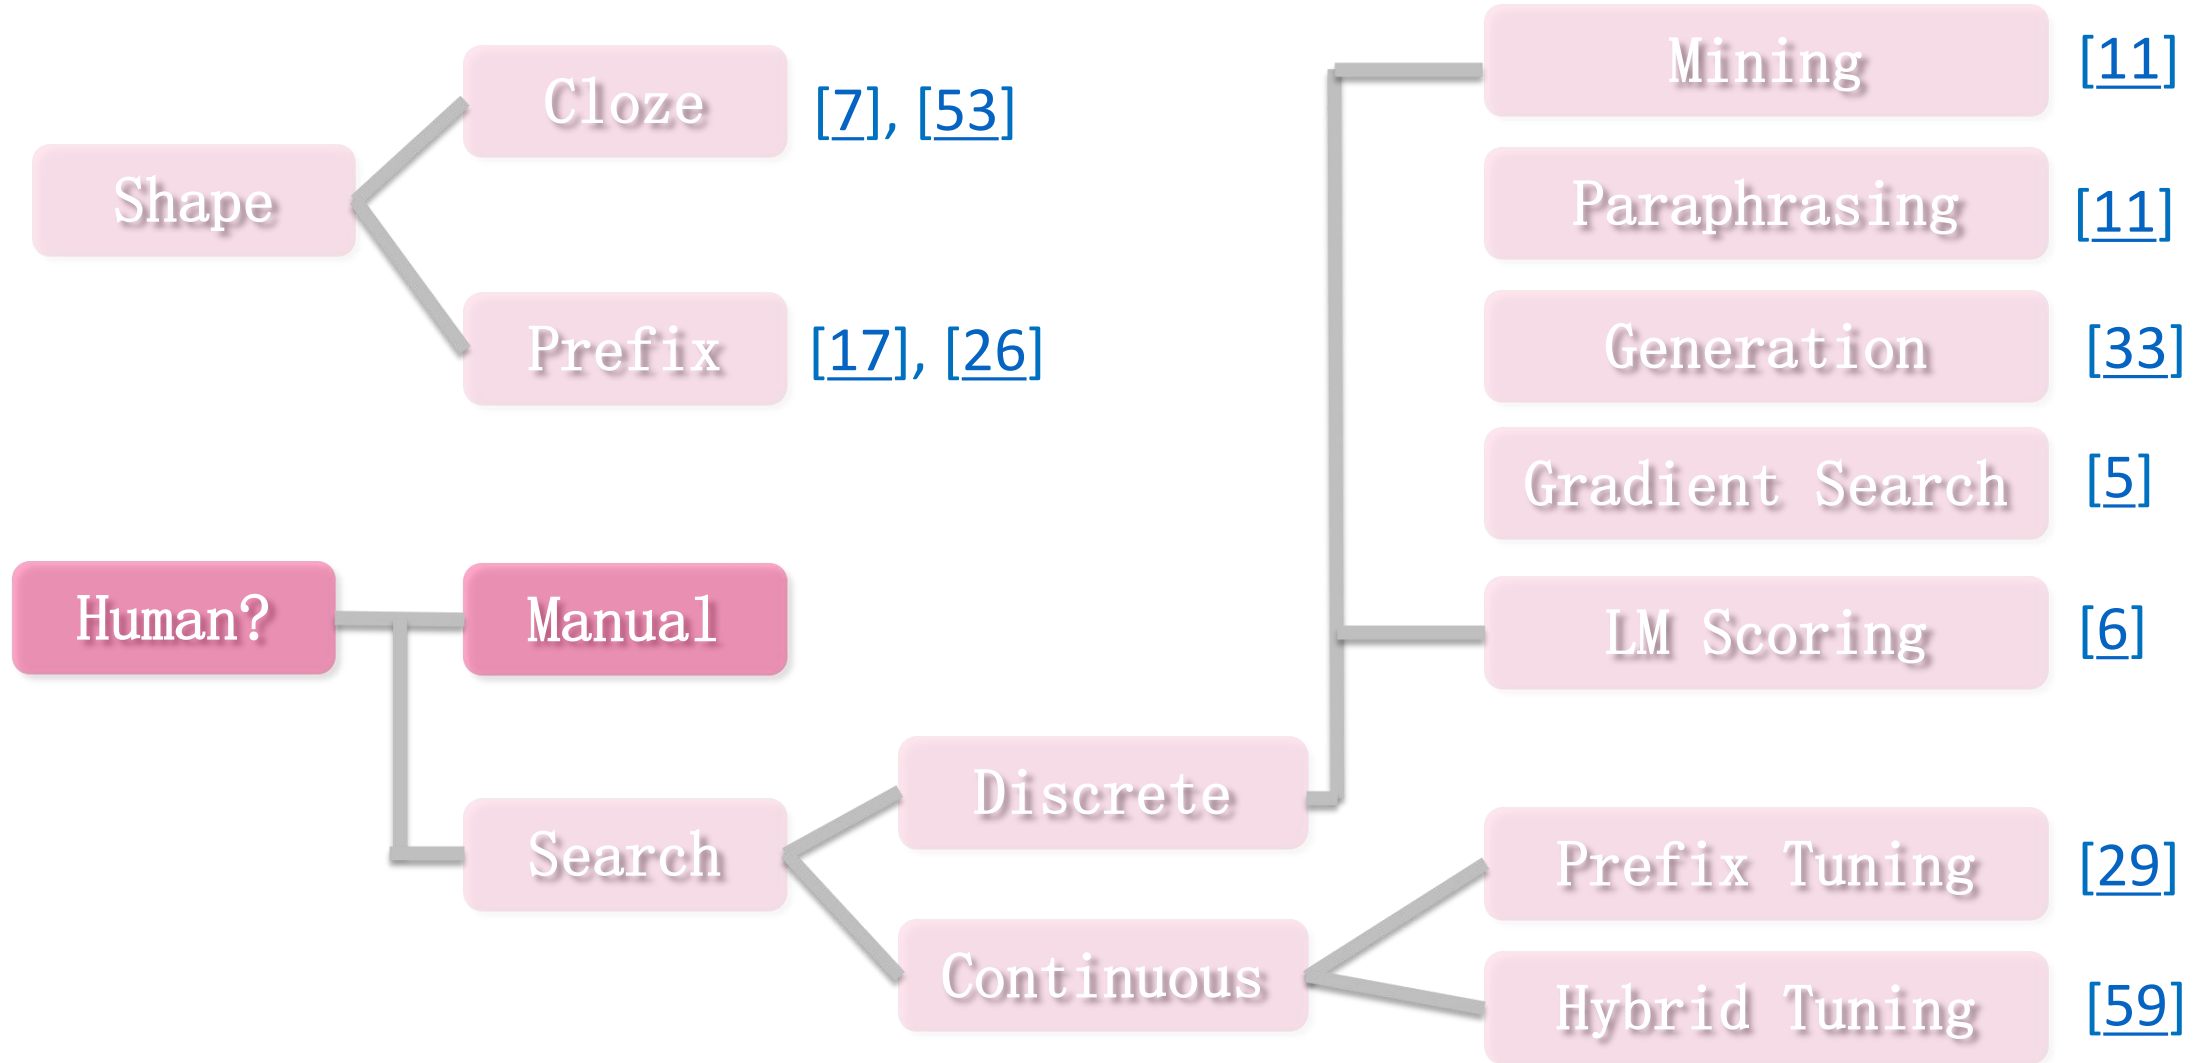 Shape
Cloze [7], [53]
Prefix [17], [26]
Human?
Manual
Search
Discrete
Mining [11]
Paraphrasing [11]
Generation [33]
Gradient Search [5]
LM Scoring [6]
Continuous
Prefix Tuning [29]
Hybrid Tuning [59]